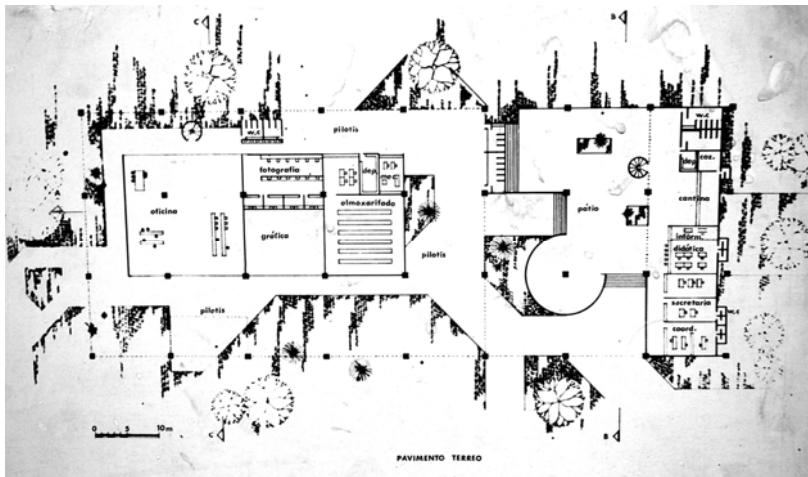 C
B
w.c
pilotis
w.c
fotografia
dep.
dep.
coz.
oficina
almoxarifado
pátio
cantina
gráfica
inform.
didática
pilotis
pilotis
secretaria
w.c
coord.
0 5 10m
C
B
PAVIMENTO TERREO